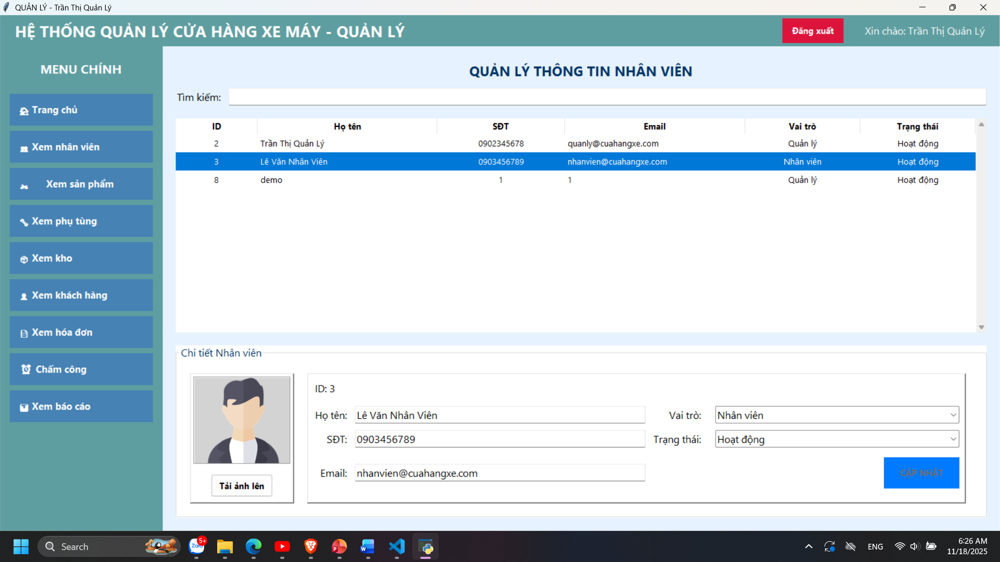 QUẢN LÝ - Trần Thị Quản Lý
HỆ THỐNG QUẢN LÝ CỬA HÀNG XE MÁY - QUẢN LÝ
Đăng xuất
Xin chào: Trần Thị Quản Lý
MENU CHÍNH
Trang chủ
Xem nhân viên
Xem sản phẩm
Xem phụ tùng
Xem kho
Xem khách hàng
Xem hóa đơn
Chấm công
Xem báo cáo
QUẢN LÝ THÔNG TIN NHÂN VIÊN
Tìm kiếm:
ID Họ tên SĐT Email Vai trò Trạng thái
2 Trần Thị Quản Lý 0902345678 quanly@cuahangxe.com Quản lý Hoạt động
3 Lê Văn Nhân Viên 0903456789 nhanvien@cuahangxe.com Nhân viên Hoạt động
8 demo 1 1 Quản lý Hoạt động
Chi tiết Nhân viên
Tải ảnh lên
ID: 3
Họ tên: Lê Văn Nhân Viên Vai trò: Nhân viên
SĐT: 0903456789 Trạng thái: Hoạt động
Email: nhanvien@cuahangxe.com
CẬP NHẬT
Search
Zalo
5+
ENG
6:26 AM
11/18/2025